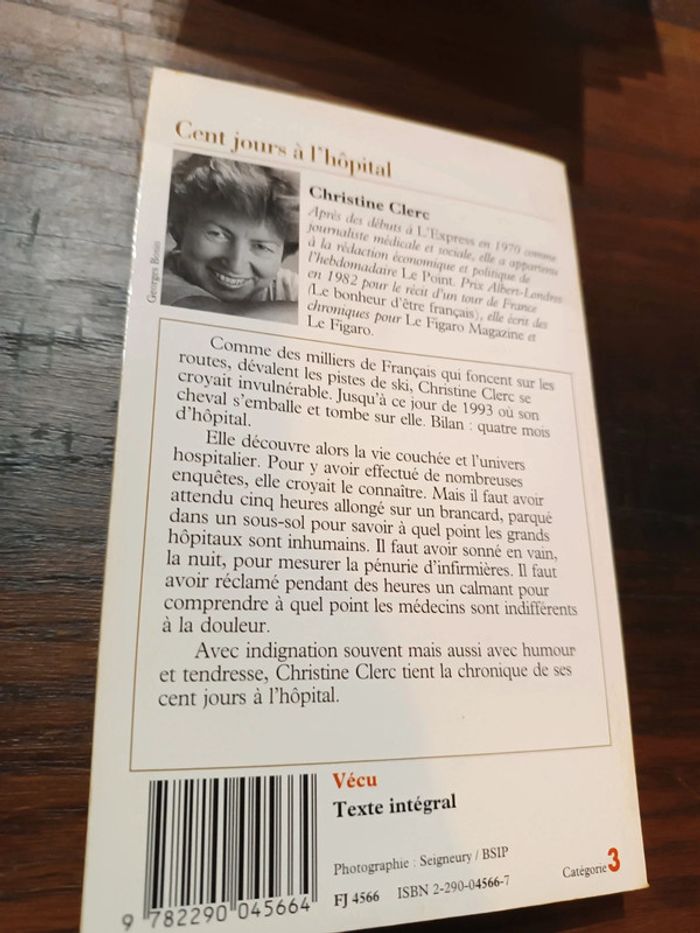 Cent jours à l'hôpital
Georges Bosio
Christine Clerc
Après des débuts à L'Express en 1970 comme
journaliste médicale et sociale, elle a appartenu
à la rédaction économique et politique de
l'hebdomadaire Le Point. Prix Albert-Londres
en 1982 pour le récit d'un tour de France
(Le bonheur d'être français), elle écrit des
chroniques pour Le Figaro Magazine et
Le Figaro.
Comme des milliers de Français qui foncent sur les
routes, dévalent les pistes de ski, Christine Clerc se
croyait invulnérable. Jusqu'à ce jour de 1993 où son
cheval s'emballe et tombe sur elle. Bilan : quatre mois
d'hôpital.
Elle découvre alors la vie couchée et l'univers
hospitalier. Pour y avoir effectué de nombreuses
enquêtes, elle croyait le connaître. Mais il faut avoir
attendu cinq heures allongé sur un brancard, parqué
dans un sous-sol pour savoir à quel point les grands
hôpitaux sont inhumains. Il faut avoir sonné en vain,
la nuit, pour mesurer la pénurie d'infirmières. Il faut
avoir réclamé pendant des heures un calmant pour
comprendre à quel point les médecins sont indifférents
à la douleur.
Avec indignation souvent mais aussi avec humour
et tendresse, Christine Clerc tient la chronique de ses
cent jours à l'hôpital.
Vécu
Texte intégral
Photographie : Seigneury / BSIP
FJ 4566 ISBN 2-290-04566-7
Catégorie 3
9 782290 045664